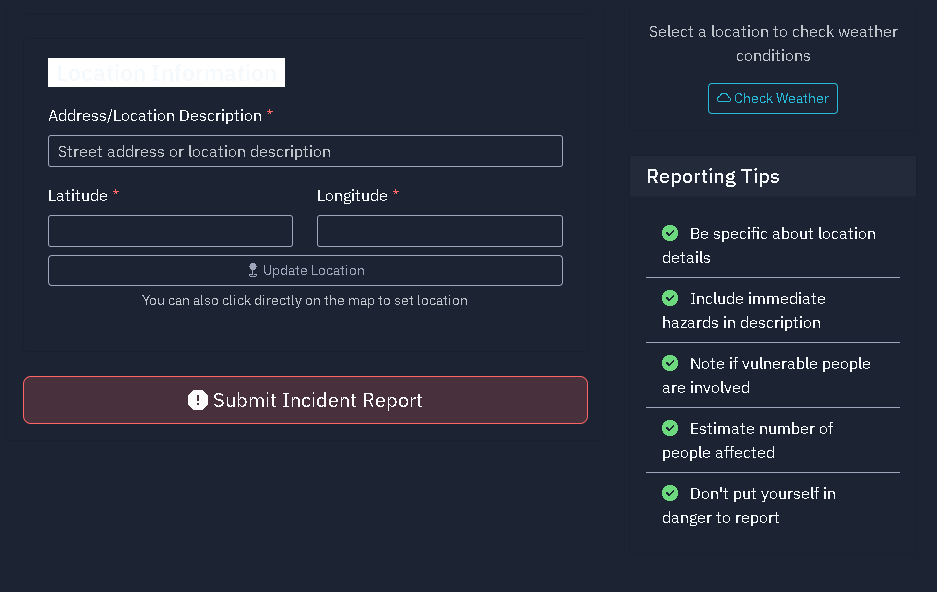 Location Information
Address/Location Description *
Street address or location description
Latitude *
Longitude *
Update Location
You can also click directly on the map to set location
Submit Incident Report
Select a location to check weather
conditions
Check Weather
Reporting Tips
Be specific about location
details
Include immediate
hazards in description
Note if vulnerable people
are involved
Estimate number of
people affected
Don't put yourself in
danger to report